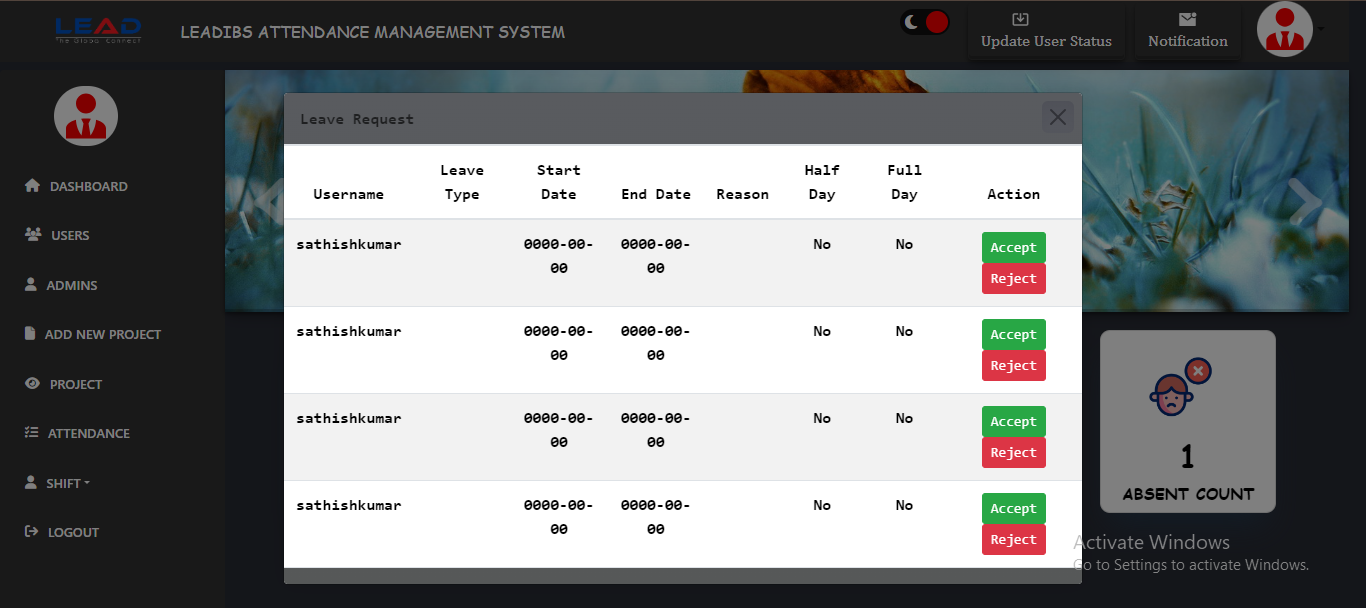 LEAD
The Global Connect
LEADIBS ATTENDANCE MANAGEMENT SYSTEM
Update User Status
Notification
DASHBOARD
USERS
ADMINS
ADD NEW PROJECT
PROJECT
ATTENDANCE
SHIFT
LOGOUT
Leave Request
Username Leave Type Start Date End Date Reason Half Day Full Day Action
sathishkumar 0000-00- 0000-00- No No Accept
00 00 Reject
sathishkumar 0000-00- 0000-00- No No Accept
00 00 Reject
sathishkumar 0000-00- 0000-00- No No Accept
00 00 Reject
sathishkumar 0000-00- 0000-00- No No Accept
00 00 Reject
1
ABSENT COUNT
Activate Windows
Go to Settings to activate Windows.